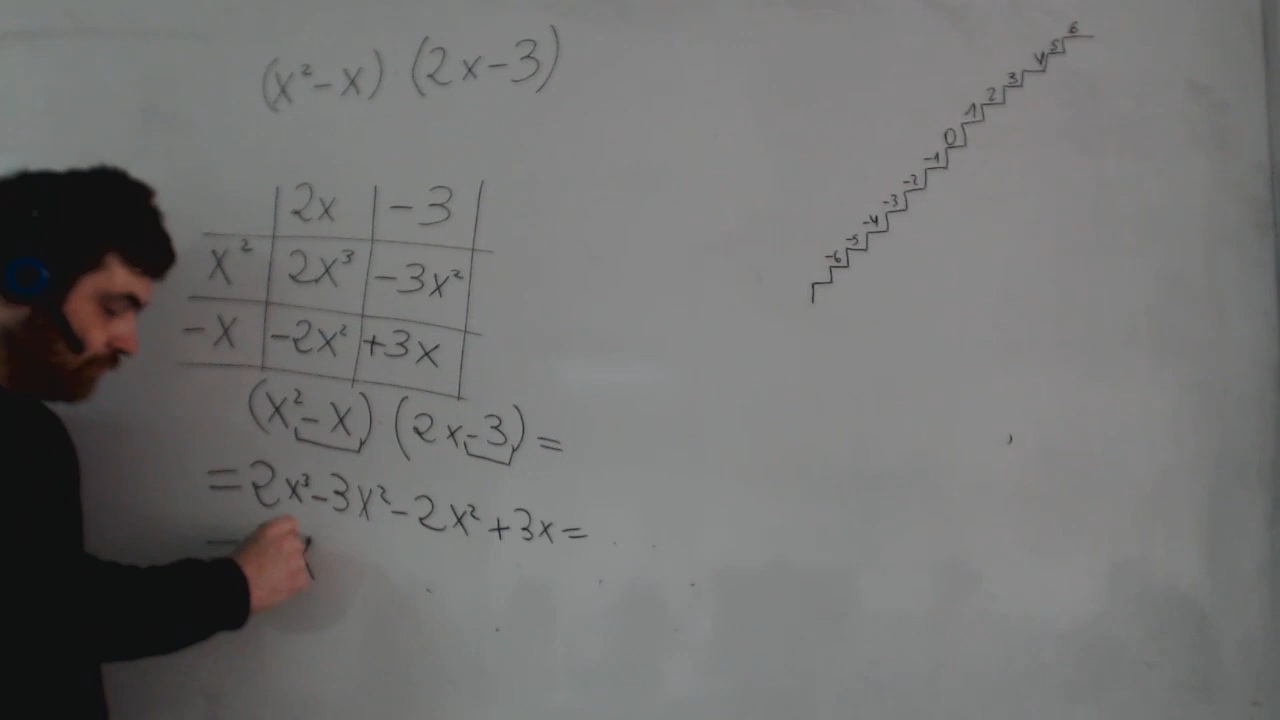 (x²-x) (2x-3)
2x -3
x² 2x³ -3x²
-x -2x² +3x
(x²-x) (2x-3) =
=2x³-3x²-2x²+3x=
=
6
5
4
3
2
1
0
-1
-2
-3
-4
-5
-6